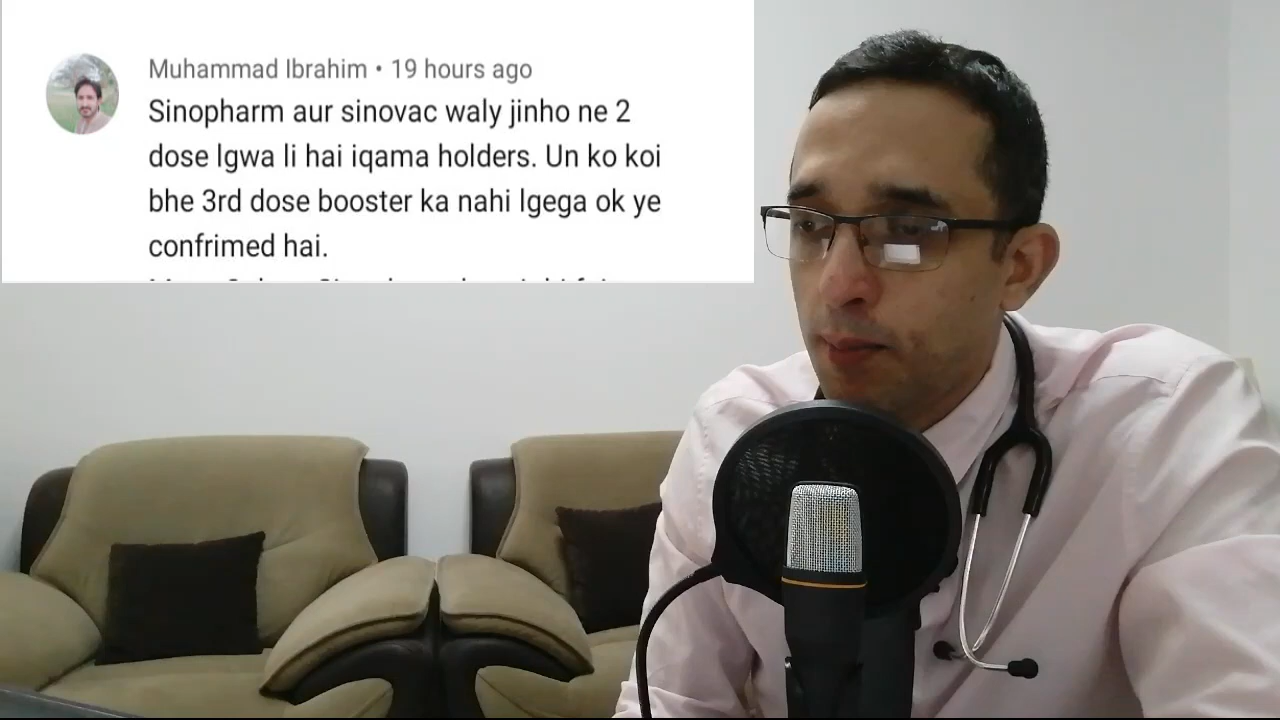 Muhammad Ibrahim • 19 hours ago
Sinopharm aur sinovac waly jinho ne 2
dose lgwa li hai iqama holders. Un ko koi
bhe 3rd dose booster ka nahi lgega ok ye
confrimed hai.